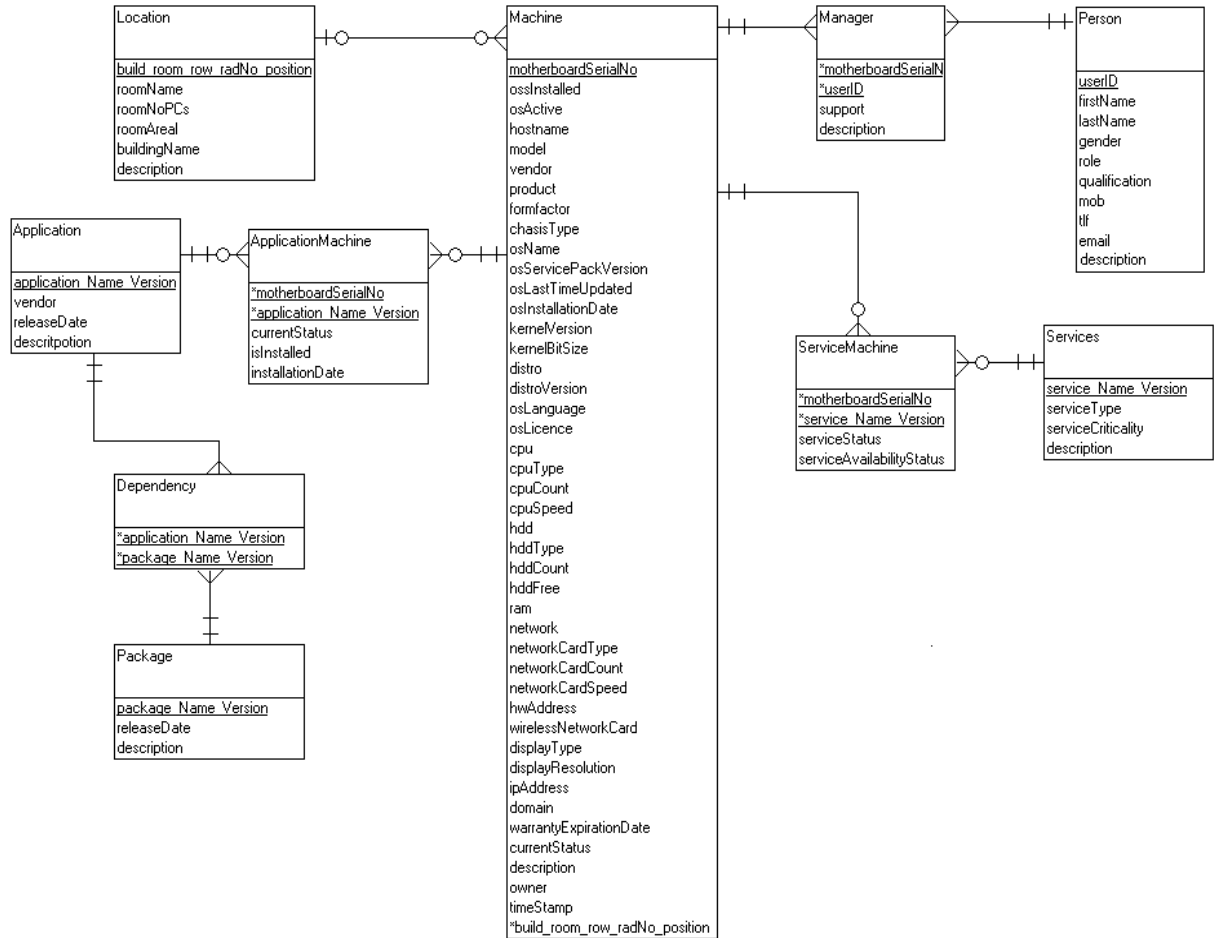 Location
build_room_row_radNo_position
roomName
roomNoPCs
roomAreal
buildingName
description
Machine
motherboardSerialNo
ossInstalled
osActive
hostname
model
vendor
product
formfactor
chasisType
osName
osServicePackVersion
osLastTimeUpdated
osInstallationDate
kernelVersion
kernelBitSize
distro
distroVersion
osLanguage
osLicence
cpu
cpuType
cpuCount
cpuSpeed
hdd
hddType
hddCount
hddFree
ram
network
networkCardType
networkCardCount
networkCardSpeed
hwAddress
wirelessNetworkCard
displayType
displayResolution
ipAddress
domain
warrantyExpirationDate
currentStatus
description
owner
timeStamp
*build_room_row_radNo_position
Manager
*motherboardSerialN
*userID
support
description
Person
userID
firstName
lastName
gender
role
qualification
mob
tlf
email
description
Application
application_Name_Version
vendor
releaseDate
descritpotion
ApplicationMachine
*motherboardSerialNo
*application_Name_Version
currentStatus
isInstalled
installationDate
ServiceMachine
*motherboardSerialNo
*service_Name_Version
serviceStatus
serviceAvailabilityStatus
Services
service_Name_Version
serviceType
serviceCriticality
description
Dependency
*application_Name_Version
*package_Name_Version
Package
package_Name_Version
releaseDate
description